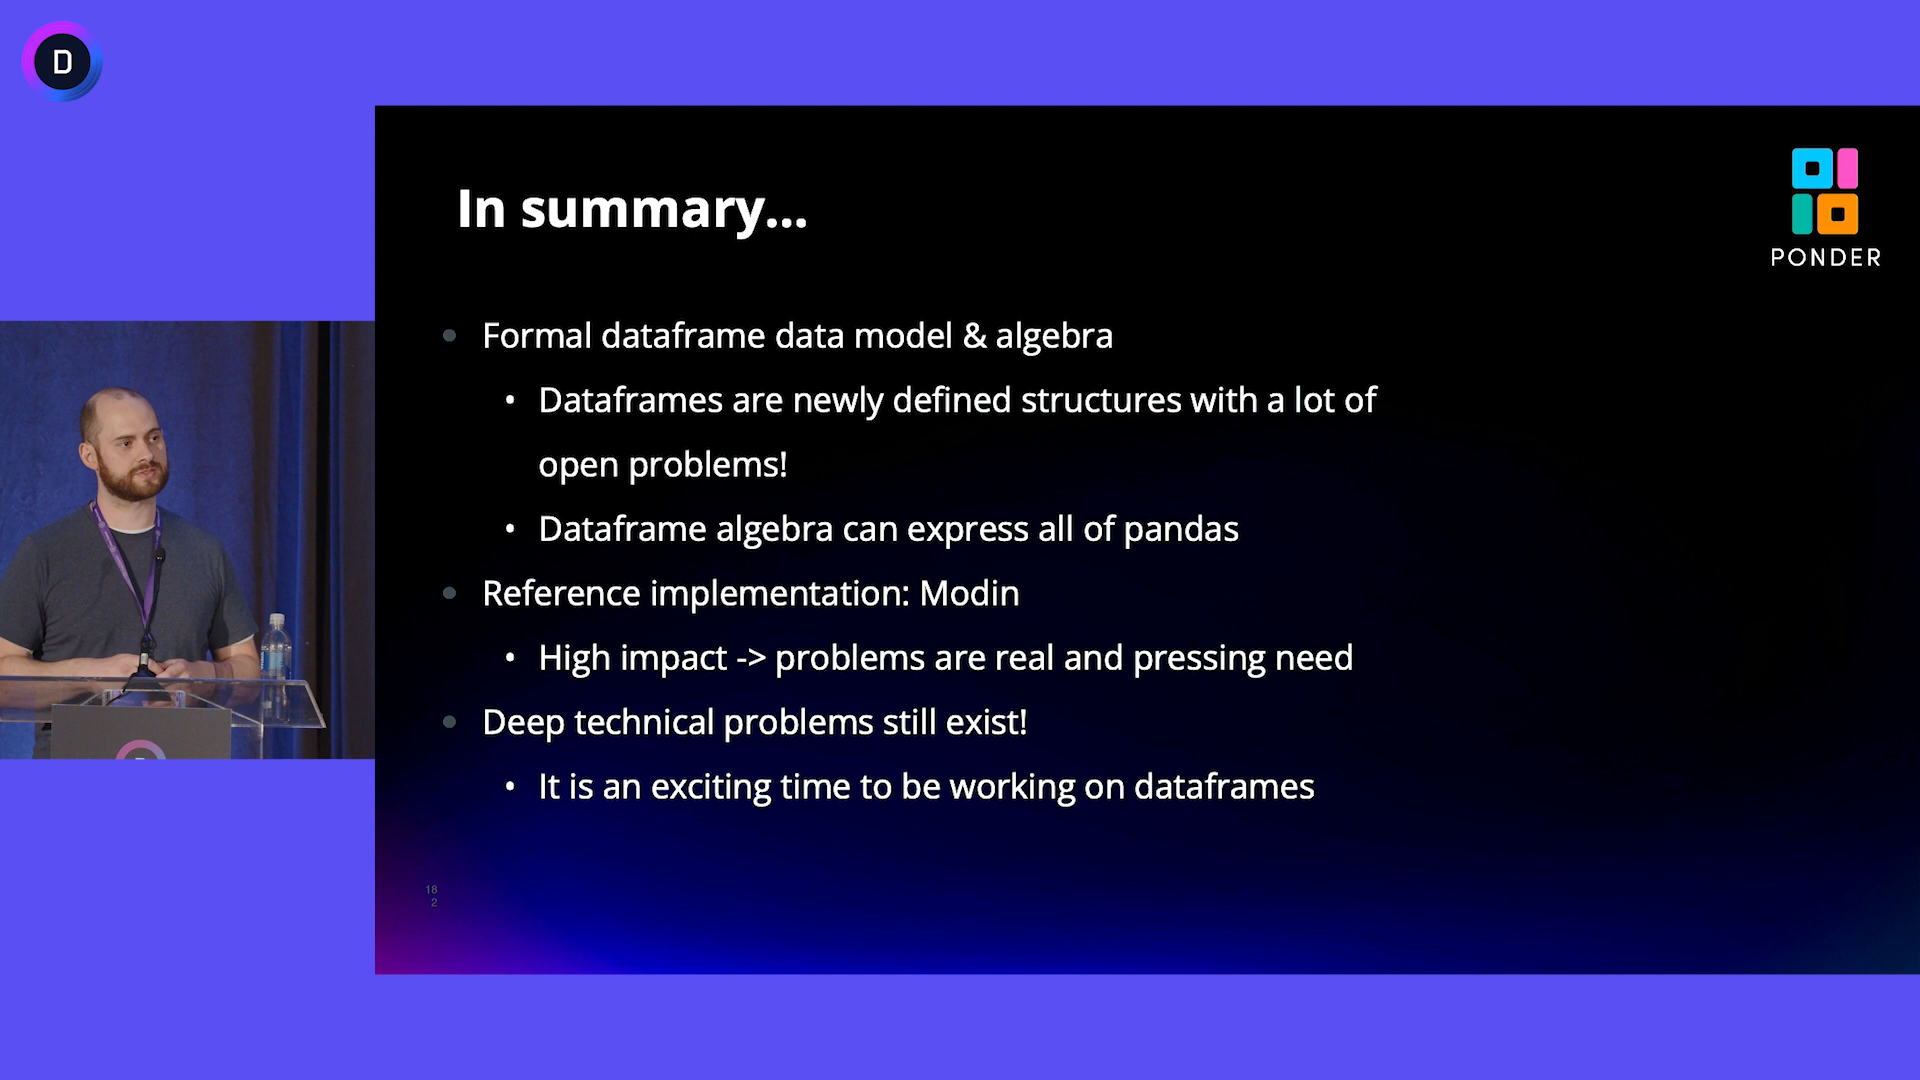 D
In summary...
PONDER
• Formal dataframe data model & algebra
• Dataframes are newly defined structures with a lot of
open problems!
• Dataframe algebra can express all of pandas
• Reference implementation: Modin
• High impact -> problems are real and pressing need
• Deep technical problems still exist!
• It is an exciting time to be working on dataframes
18
2